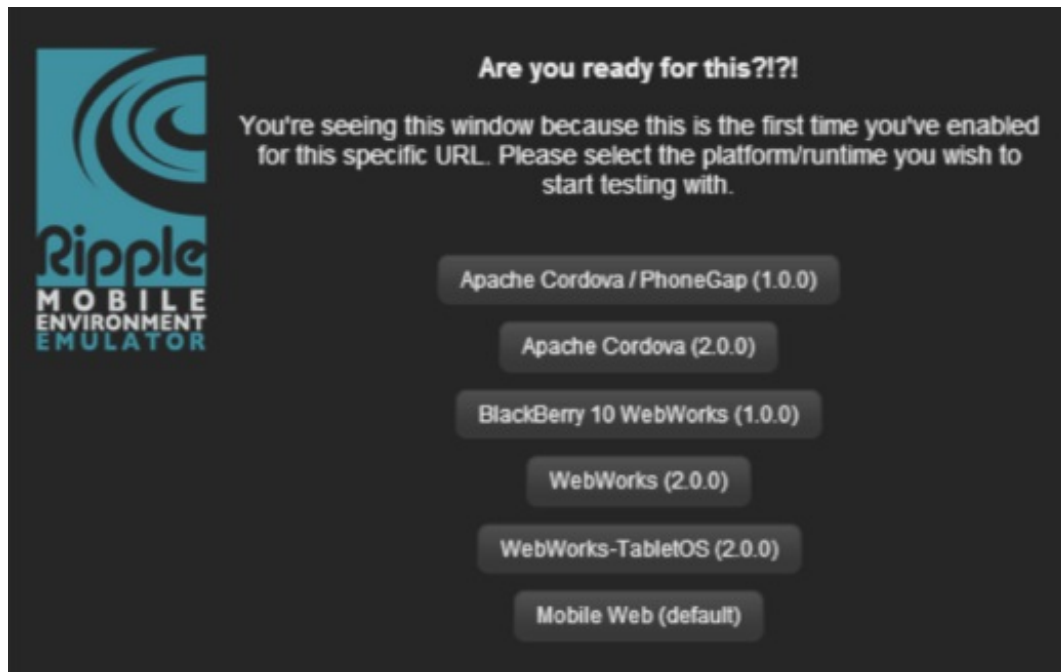 Ripple
MOBILE
ENVIRONMENT
EMULATOR
Are you ready for this?!?!
You're seeing this window because this is the first time you've enabled
for this specific URL. Please select the platform/runtime you wish to
start testing with.
Apache Cordova / PhoneGap (1.0.0)
Apache Cordova (2.0.0)
BlackBerry 10 WebWorks (1.0.0)
WebWorks (2.0.0)
WebWorks-TabletOS (2.0.0)
Mobile Web (default)